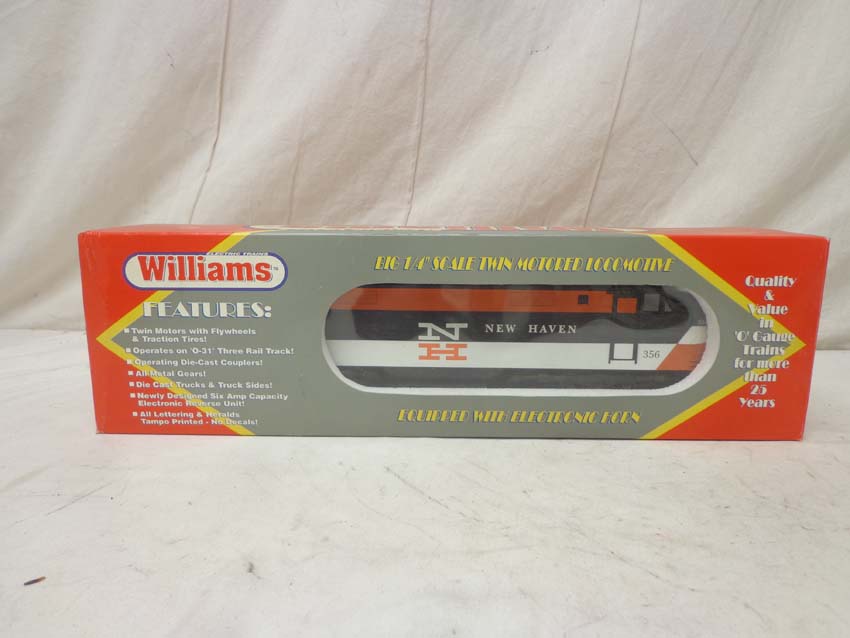 ELECTRIC TRAINS
Williams™
FEATURES:
Twin Motors with Flywheels
& Traction Tires!
Operates on 'O-31' Three Rail Track!
Operating Die-Cast Couplers!
All Metal Gears!
Die Cast Trucks & Truck Sides!
Newly Designed Six Amp Capacity
Electronic Reverse Unit!
All Lettering & Heralds
Tampo Printed - No Decals!
BIG 1/4" SCALE TWIN MOTORED LOCOMOTIVE
N
H
NEW HAVEN
356
EQUIPPED WITH ELECTRONIC HORN
Quality
&
Value
in
'O' Gauge
Trains
for more
than
25
Years